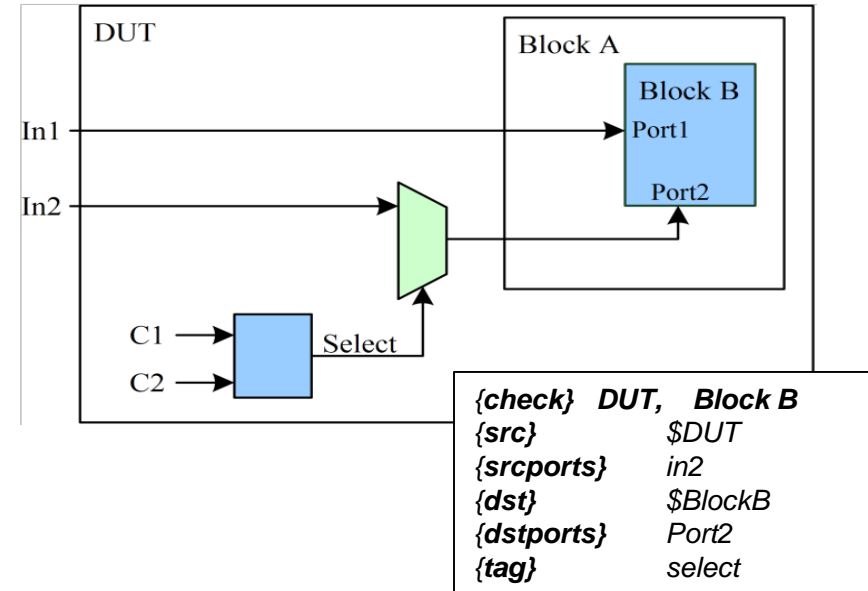 DUT
Block A
Block B
In1
Port1
In2
Port2
C1
Select
C2
{check} DUT, Block B
{src} $DUT
{srcports} in2
{dst} $BlockB
{dstports} Port2
{tag} select